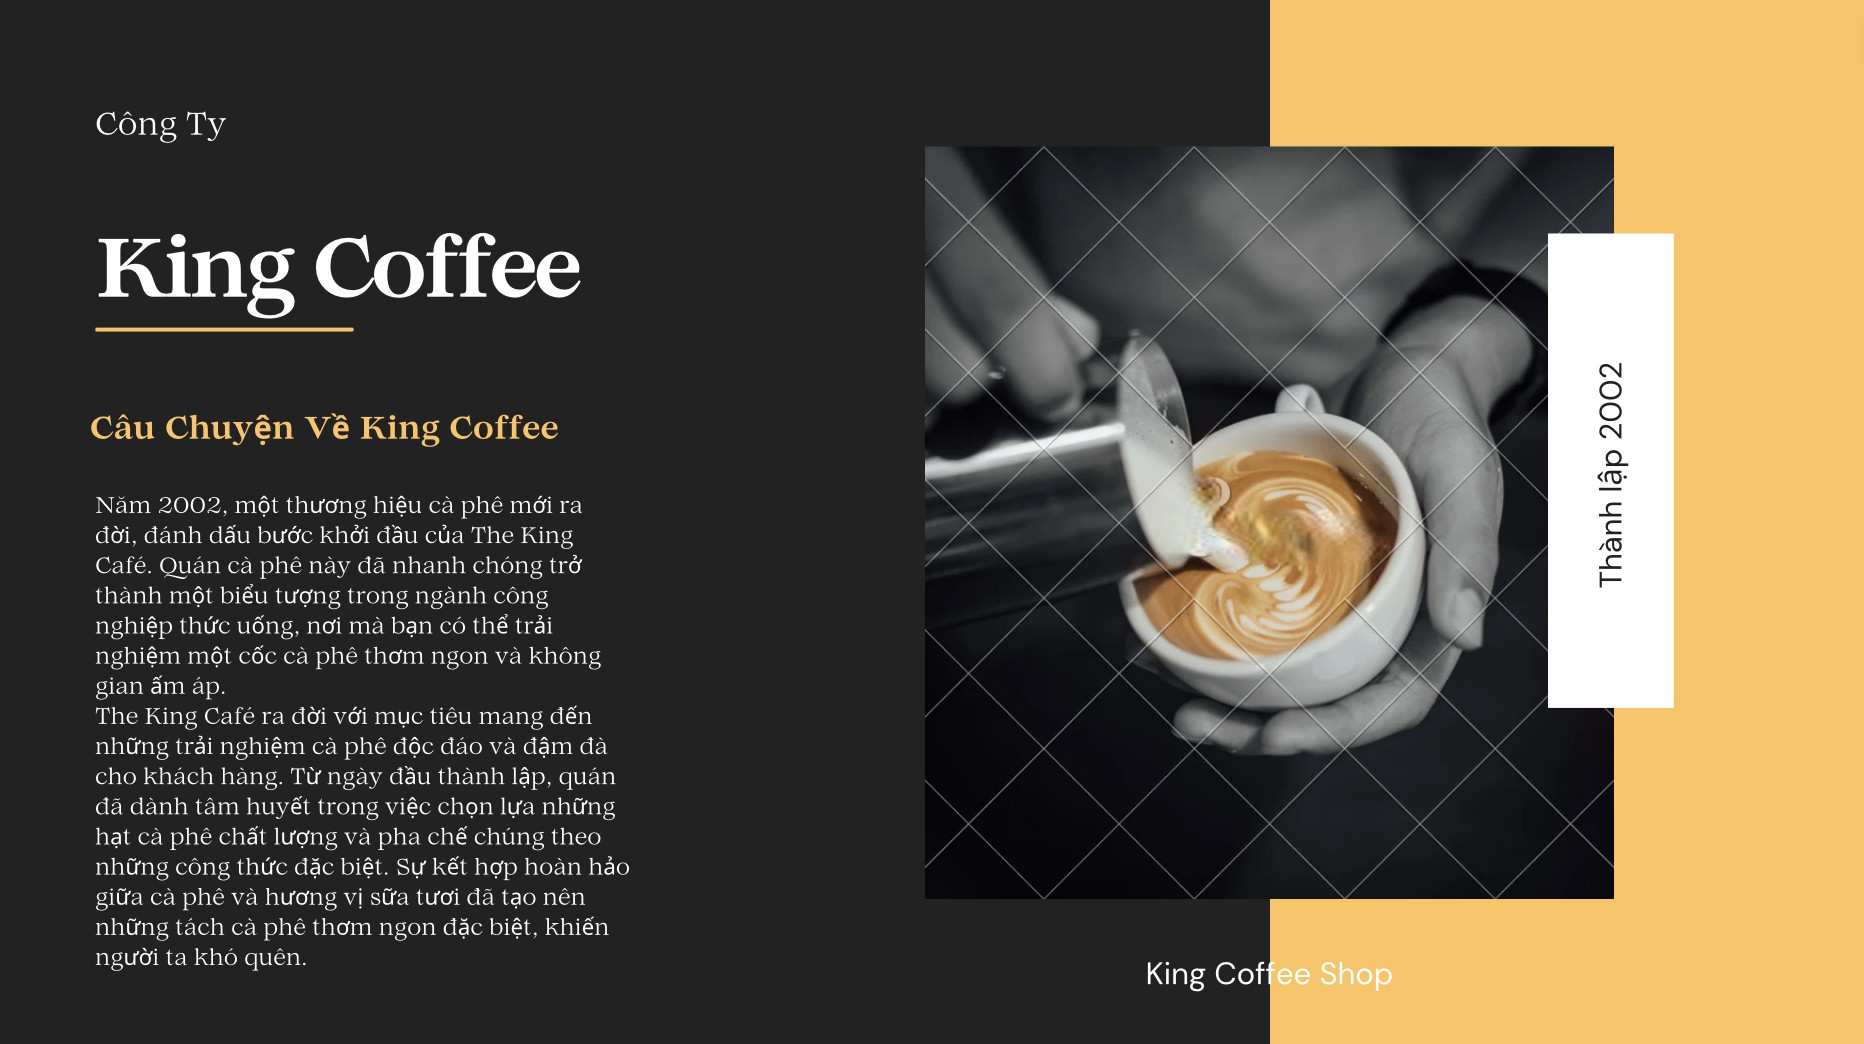 Công Ty
King Coffee
Câu Chuyện Về King Coffee
Năm 2002, một thương hiệu cà phê mới ra
đời, đánh dấu bước khởi đầu của The King
Café. Quán cà phê này đã nhanh chóng trở
thành một biểu tượng trong ngành công
nghiệp thức uống, nơi mà bạn có thể trải
nghiệm một cốc cà phê thơm ngon và không
gian ấm áp.
The King Café ra đời với mục tiêu mang đến
những trải nghiệm cà phê độc đáo và đậm đà
cho khách hàng. Từ ngày đầu thành lập, quán
đã dành tâm huyết trong việc chọn lựa những
hạt cà phê chất lượng và pha chế chúng theo
những công thức đặc biệt. Sự kết hợp hoàn hảo
giữa cà phê và hương vị sữa tươi đã tạo nên
những tách cà phê thơm ngon đặc biệt, khiến
người ta khó quên.
Thành lập 2002
King Coffee Shop